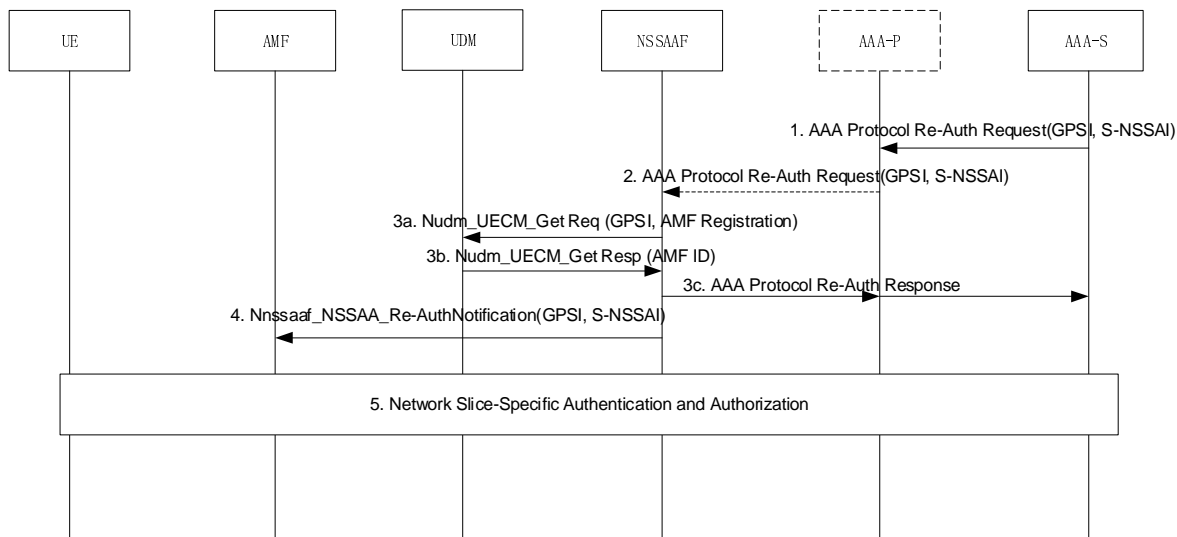 UE
AMF
UDM
NSSAAF
AAA-P
AAA-S
1. AAA Protocol Re-Auth Request(GPSI, S-NSSAI)
2. AAA Protocol Re-Auth Request(GPSI, S-NSSAI)
3a. Nudm_UECM_Get Req (GPSI, AMF Registration)
3b. Nudm_UECM_Get Resp (AMF ID)
3c. AAA Protocol Re-Auth Response
4. Nnssaaf_NSSAA_Re-AuthNotification(GPSI, S-NSSAI)
5. Network Slice-Specific Authentication and Authorization